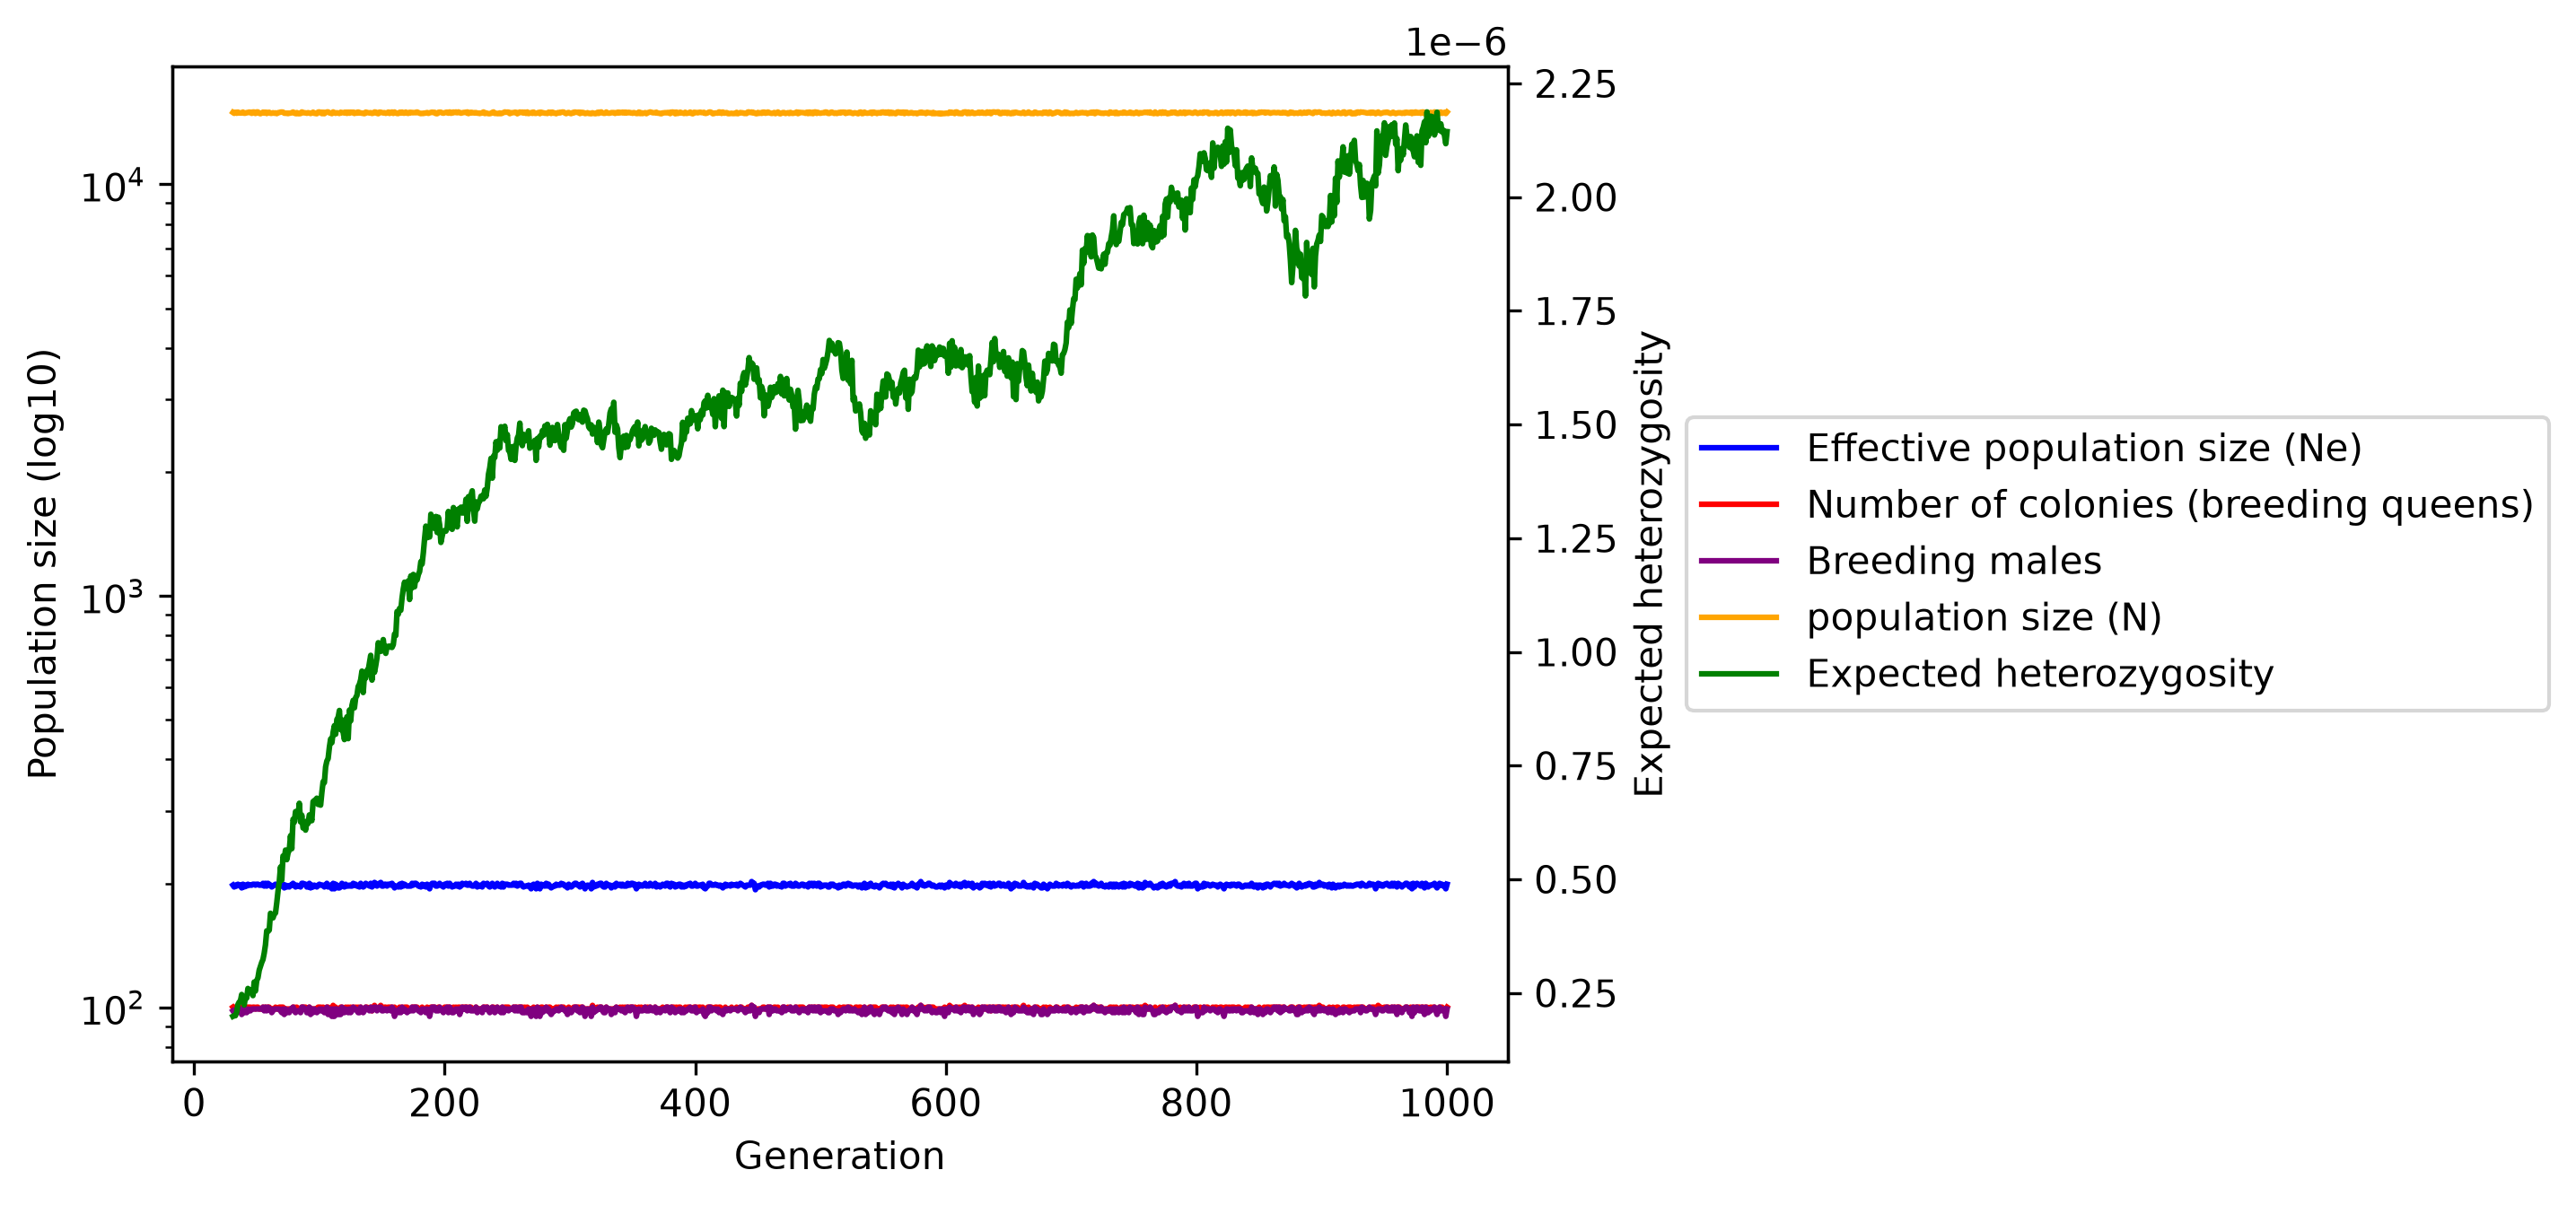 1e−6
Population size (log10)
10⁴
10³
10²
2.25
2.00
1.75
1.50
1.25
1.00
0.75
0.50
0.25
Expected heterozygosity
0 200 400 600 800 1000
Generation
Effective population size (Ne)
Number of colonies (breeding queens)
Breeding males
population size (N)
Expected heterozygosity